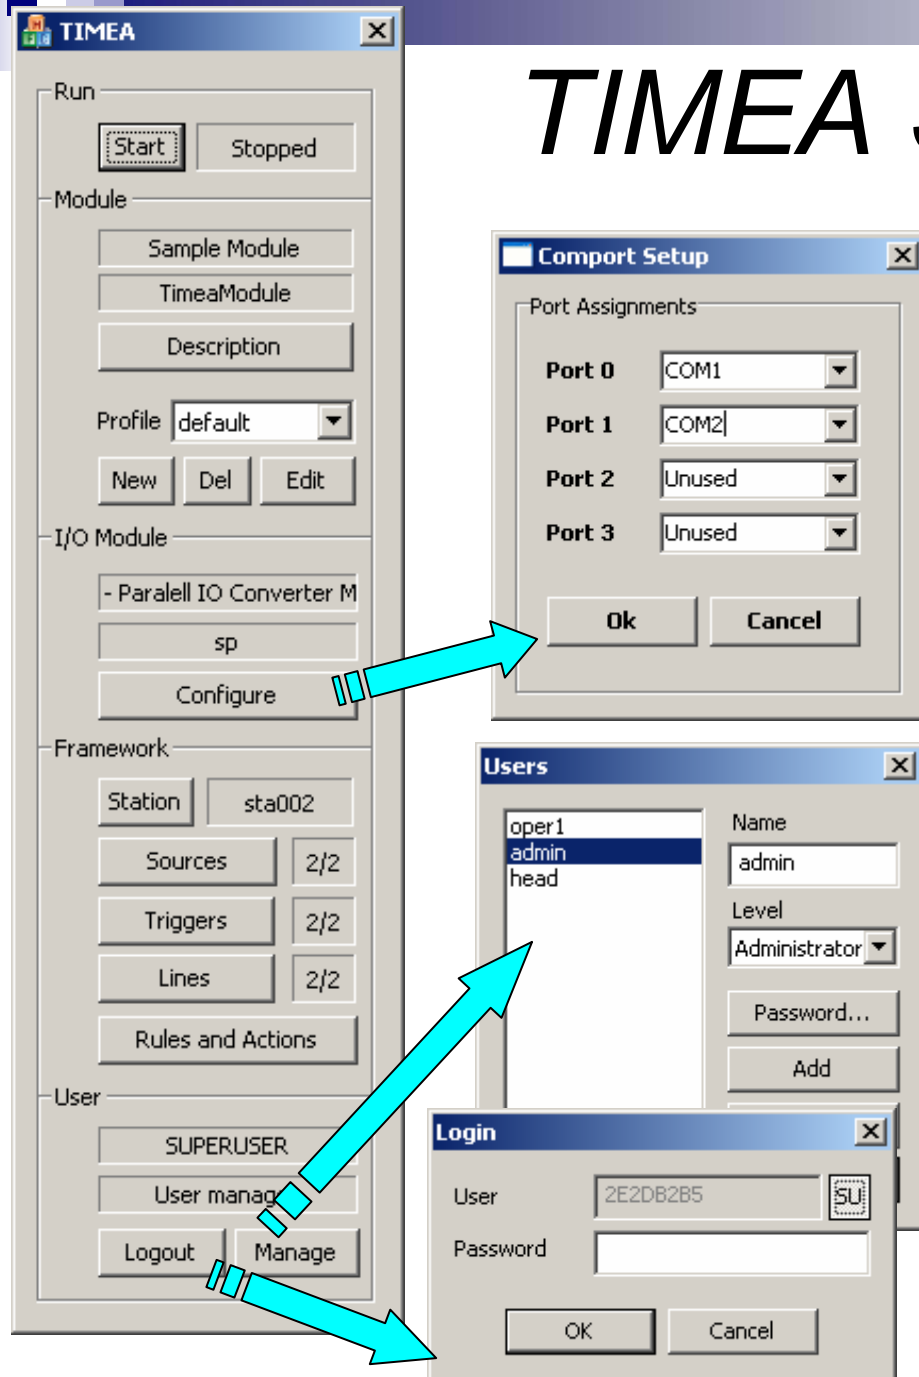 TIMEA
TIMEA
Run
Start
Stopped
Module
Sample Module
TimeaModule
Description
Profile
default
New
Del
Edit
I/O Module
- Paralell IO Converter M
sp
Configure
Framework
Station
sta002
Sources
2/2
Triggers
2/2
Lines
2/2
Rules and Actions
User
SUPERUSER
User manag
Logout
Manage
Comport Setup
Port Assignments
Port 0
COM1
Port 1
COM2
Port 2
Unused
Port 3
Unused
Ok
Cancel
Users
oper1
admin
head
Name
admin
Level
Administrator
Password...
Add
Login
User
2E2DB2B5
SU
Password
OK
Cancel